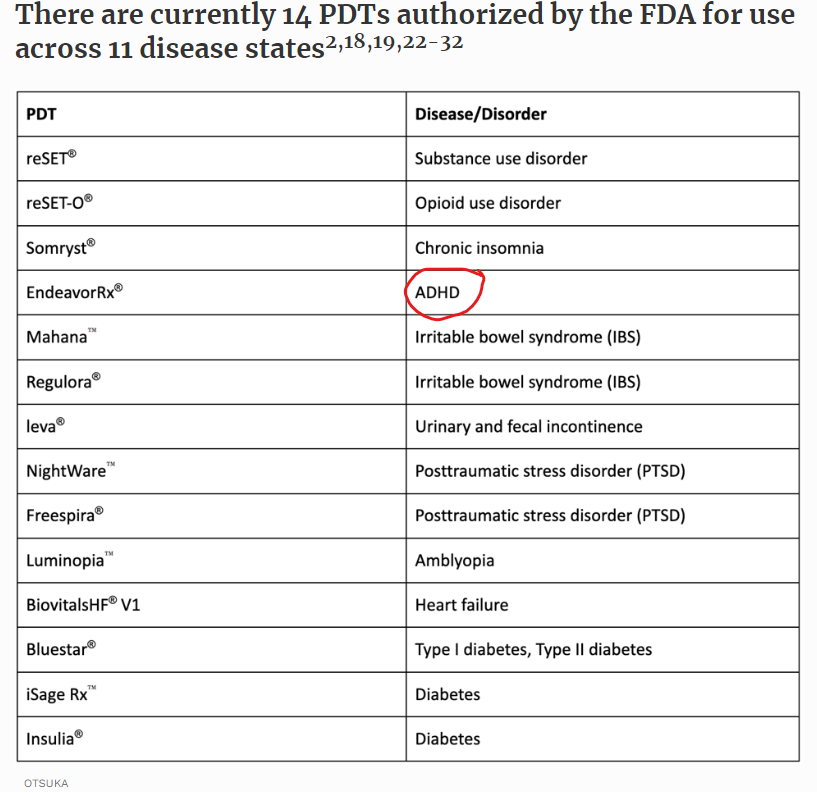 There are currently 14 PDTs authorized by the FDA for use
across 11 disease states2,18,19,22-32
PDT Disease/Disorder
reSET® Substance use disorder
reSET-O® Opioid use disorder
Somryst® Chronic insomnia
EndeavorRx® ADHD
Mahana™ Irritable bowel syndrome (IBS)
Regulora® Irritable bowel syndrome (IBS)
leva® Urinary and fecal incontinence
NightWare™ Posttraumatic stress disorder (PTSD)
Freespira® Posttraumatic stress disorder (PTSD)
Luminopia™ Amblyopia
BiovitalsHF® V1 Heart failure
Bluestar® Type I diabetes, Type II diabetes
iSage Rx™ Diabetes
Insulia® Diabetes
OTSUKA